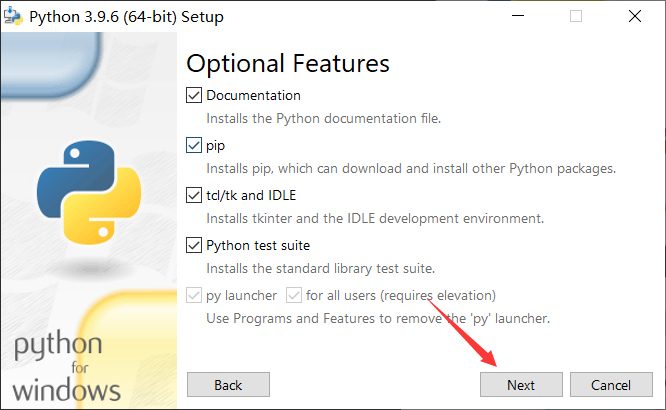 Python 3.9.6 (64-bit) Setup
Optional Features
Documentation
Installs the Python documentation file.
pip
Installs pip, which can download and install other Python packages.
tcl/tk and IDLE
Installs tkinter and the IDLE development environment.
Python test suite
Installs the standard library test suite.
py launcher for all users (requires elevation)
Use Programs and Features to remove the 'py' launcher.
python
for
windows
Back Next Cancel